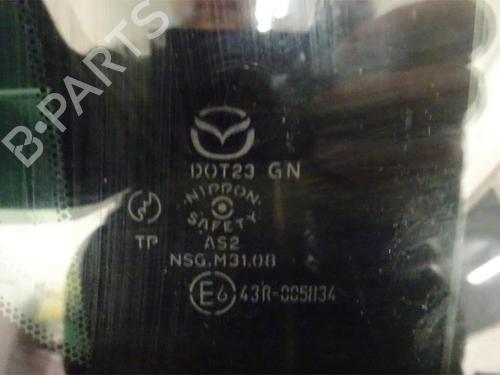 B-PARTS
DOT23 GN
NIPPON
SAFETY
TP
AS2
NSG.M31.08
E6 43R-005834